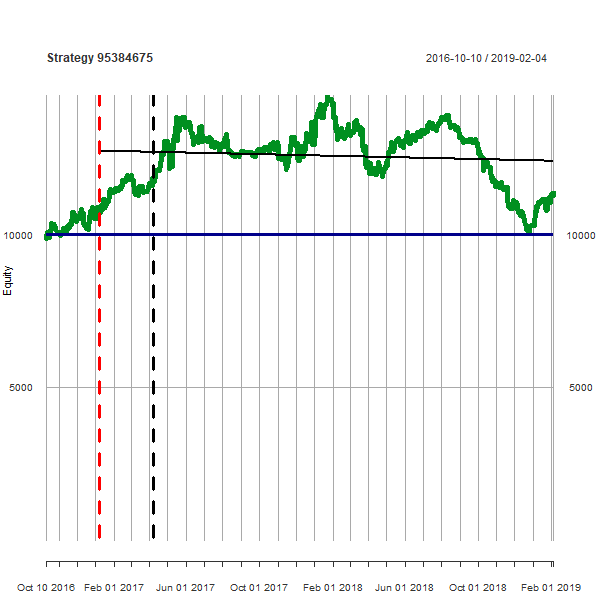 Strategy 95384675 2016-10-10 / 2019-02-04
10000 10000
Equity
5000 5000
Oct 10 2016 Feb 01 2017 Jun 01 2017 Oct 01 2017 Feb 01 2018 Jun 01 2018 Oct 01 2018 Feb 01 2019